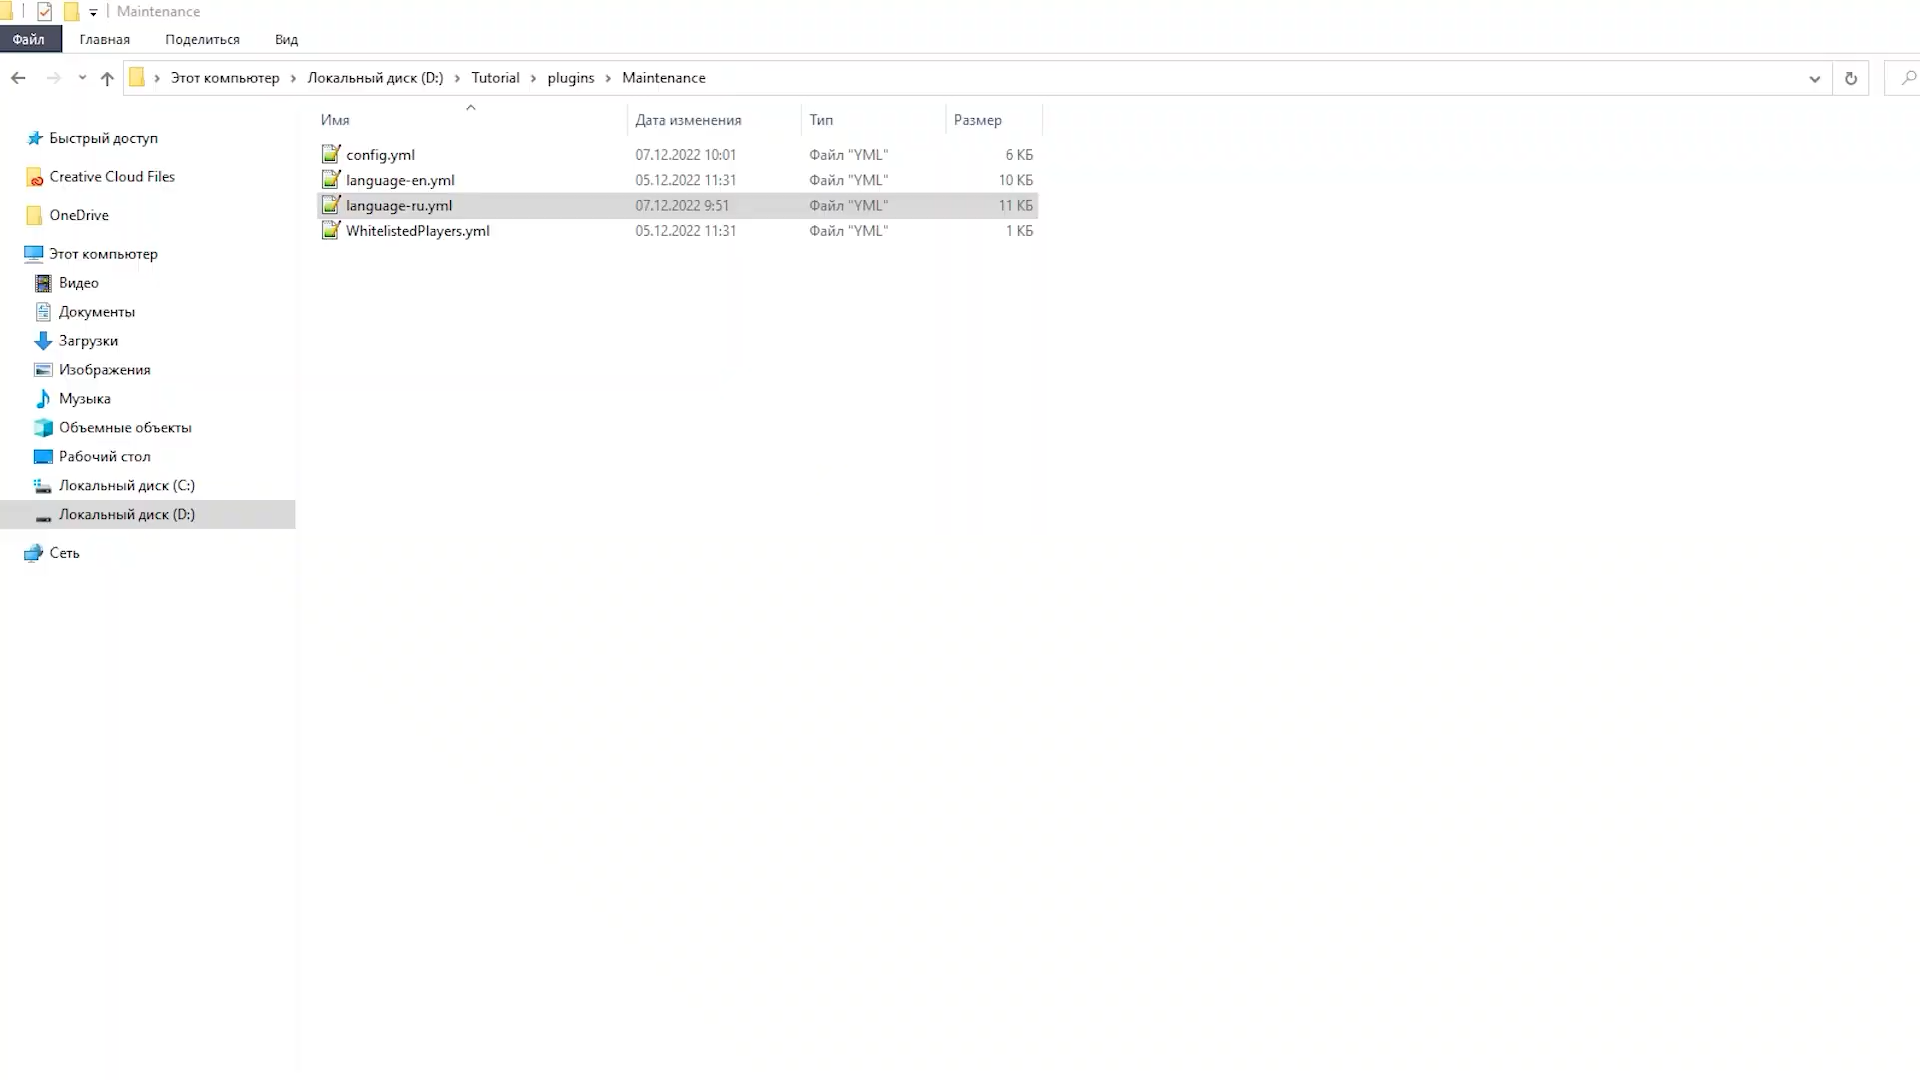 Maintenance
Файл Главная Поделиться Вид
Этот компьютер Локальный диск (D:) Tutorial plugins Maintenance
Имя Дата изменения Тип Размер
config.yml 07.12.2022 10:01 Файл "YML" 6 КБ
language-en.yml 05.12.2022 11:31 Файл "YML" 10 КБ
language-ru.yml 07.12.2022 9:51 Файл "YML" 11 КБ
WhitelistedPlayers.yml 05.12.2022 11:31 Файл "YML" 1 КБ
Быстрый доступ
Creative Cloud Files
OneDrive
Этот компьютер
Видео
Документы
Загрузки
Изображения
Музыка
Объемные объекты
Рабочий стол
Локальный диск (C:)
Локальный диск (D:)
Сеть